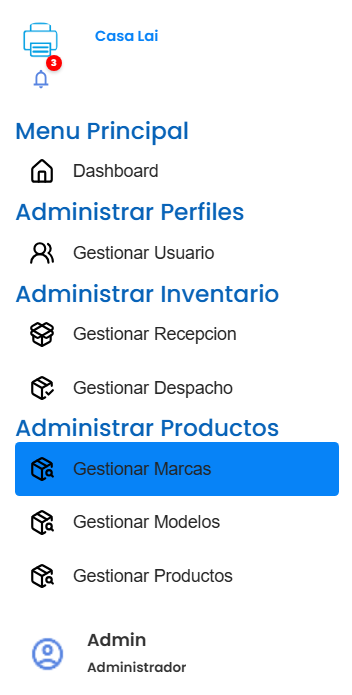 Casa Lai
3
Menu Principal
Dashboard
Administrar Perfiles
Gestionar Usuario
Administrar Inventario
Gestionar Recepcion
Gestionar Despacho
Administrar Productos
Gestionar Marcas
Gestionar Modelos
Gestionar Productos
Admin
Administrador